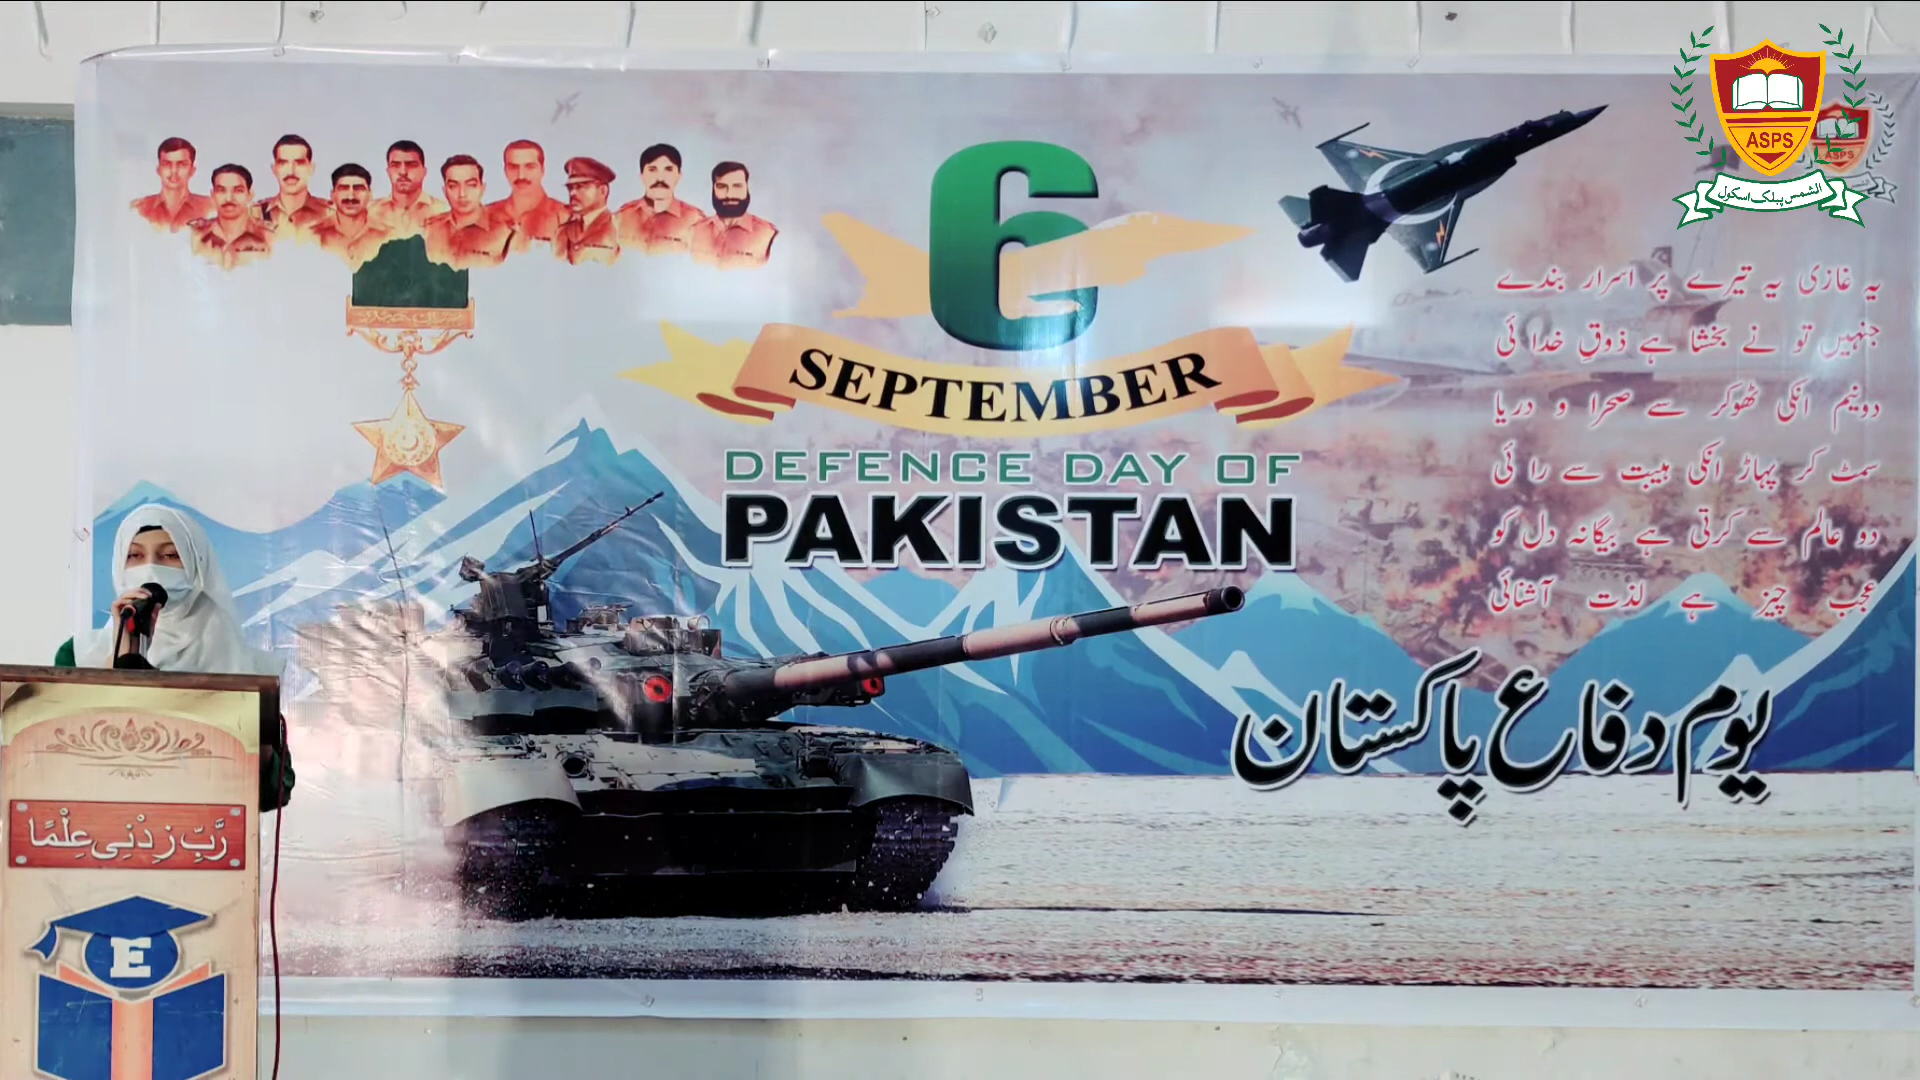 ASPS
الشمس پبلک اسکول
ASPS
6
SEPTEMBER
DEFENCE DAY OF
PAKISTAN
یہ غازی یہ تیرے پر اسرار بندے
جنہیں تو نے بخشا ہے ذوقِ خدائی
دونیم انکی ٹھوکر سے صحرا و دریا
سمٹ کر پہاڑ انکی ہیبت سے رائی
دو عالم سے کرتی ہے بیگانہ دل کو
عجب چیز ہے لذت آشنائی
یوم دفاع پاکستان
رَّبِّ زِدْنِی عِلْمًا
E